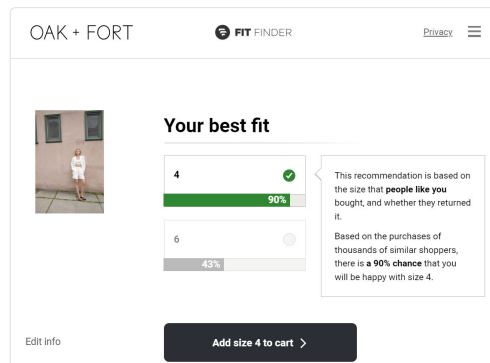 OAK + FORT
FIT FINDER
Privacy
Your best fit
4
90%
6
43%
This recommendation is based on
the size that people like you
bought, and whether they returned
it.
Based on the purchases of
thousands of similar shoppers,
there is a 90% chance that you
will be happy with size 4.
Edit info
Add size 4 to cart